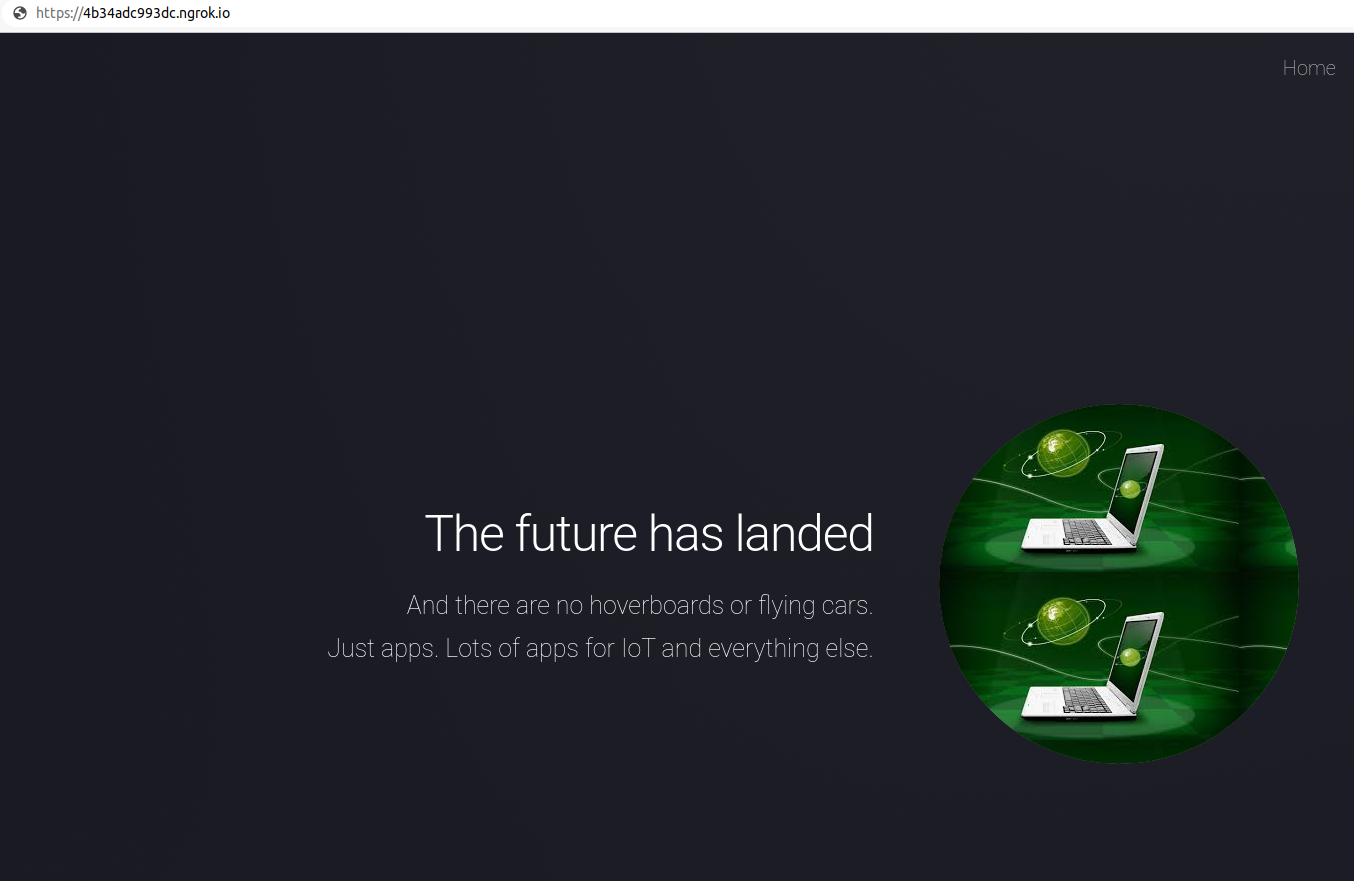 https://4b34adc993dc.ngrok.io
Home
The future has landed
And there are no hoverboards or flying cars.
Just apps. Lots of apps for IoT and everything else.